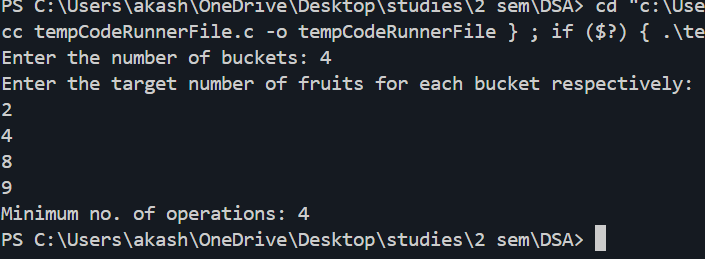 PS C:\Users\akash\OneDrive\Desktop\studies\2 sem\DSA> cd "c:\Use
cc tempCodeRunnerFile.c -o tempCodeRunnerFile } ; if ($?) { .\te
Enter the number of buckets: 4
Enter the target number of fruits for each bucket respectively:
2
4
8
9
Minimum no. of operations: 4
PS C:\Users\akash\OneDrive\Desktop\studies\2 sem\DSA>